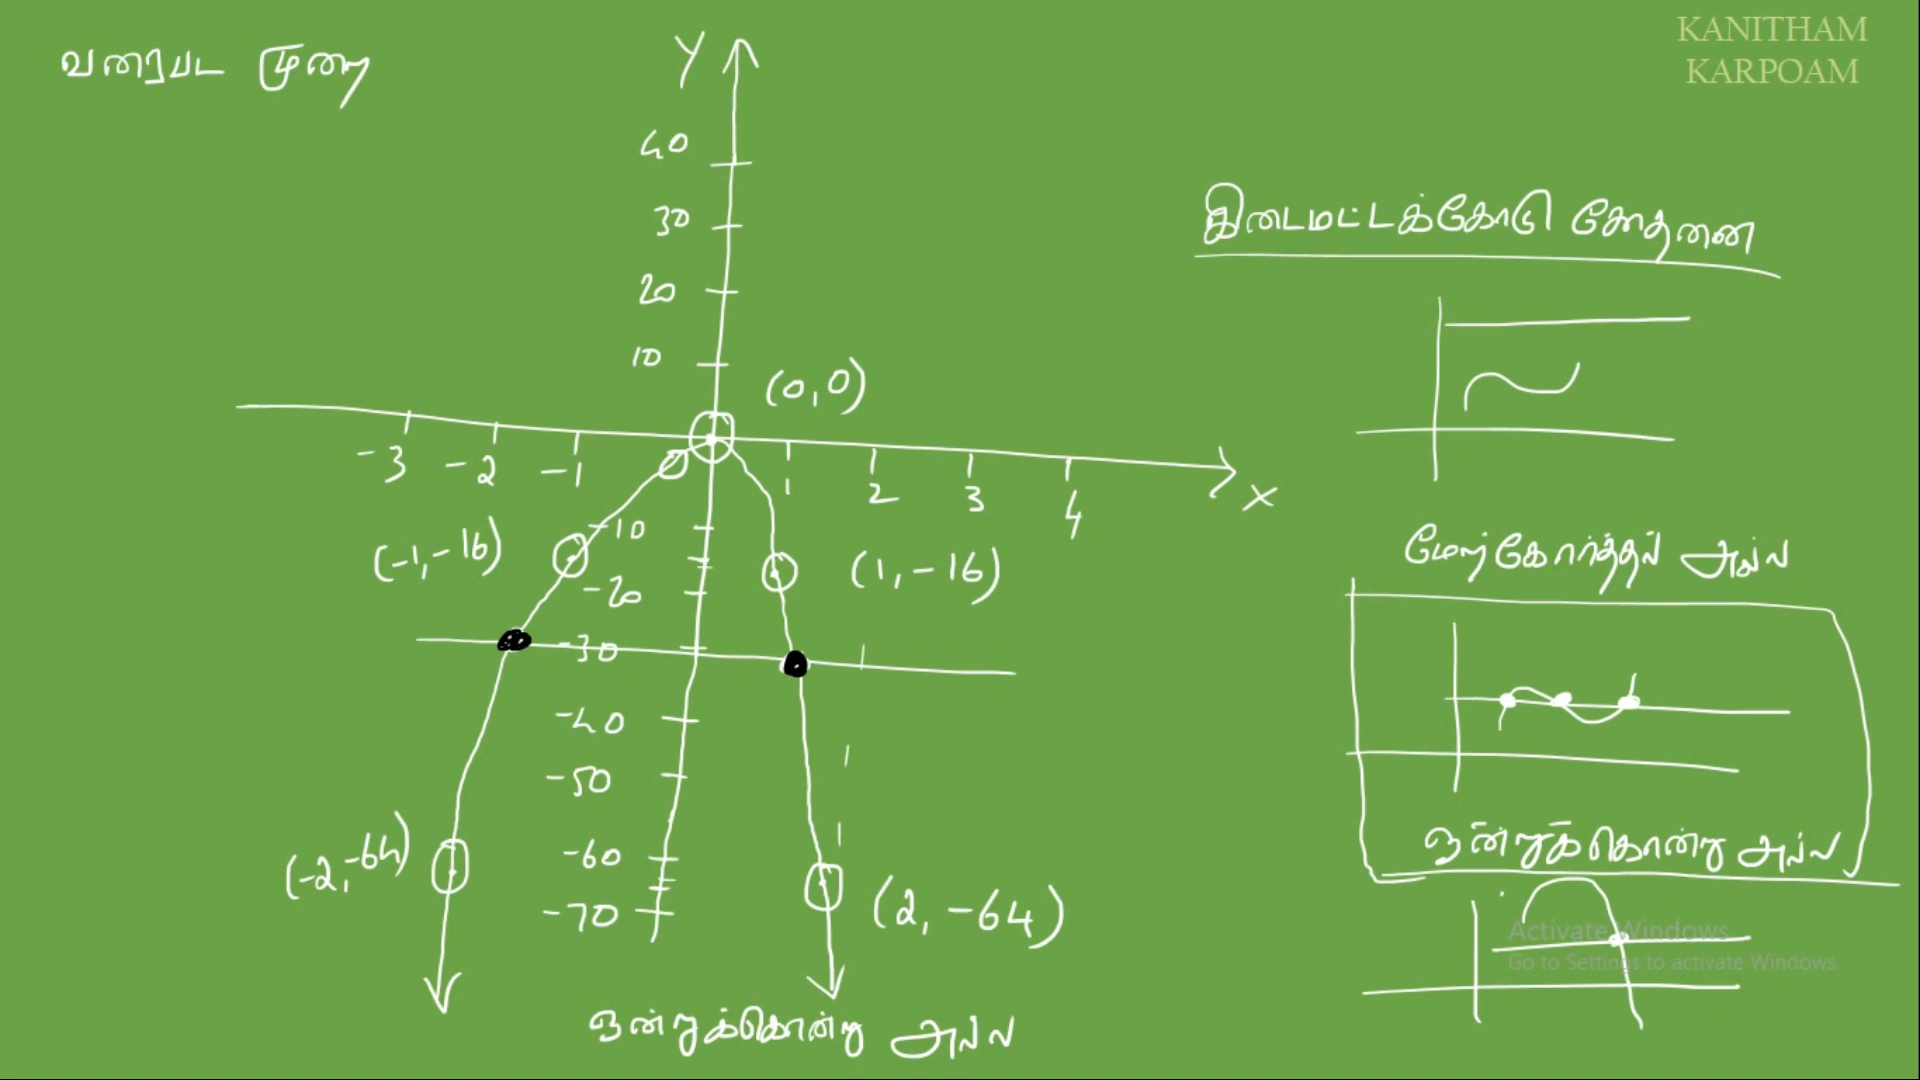 வரைபட முறை
KANITHAM
KARPOAM
Y
40
30
20
10
(0,0)
-3 -2 -1 1 2 3 4
X
-10
(-1,-16)
(1,-16)
-20
-30
-40
-50
-60
(-2,-64)
-70
(2,-64)
ஒன்றுக்கொன்று அல்ல
கிடைமட்டக்கோடு சோதனை
மேற்கோர்த்தல் அல்ல
ஒன்றுக்கொன்று அல்ல
Activate Windows
Go to Settings to activate Windows.